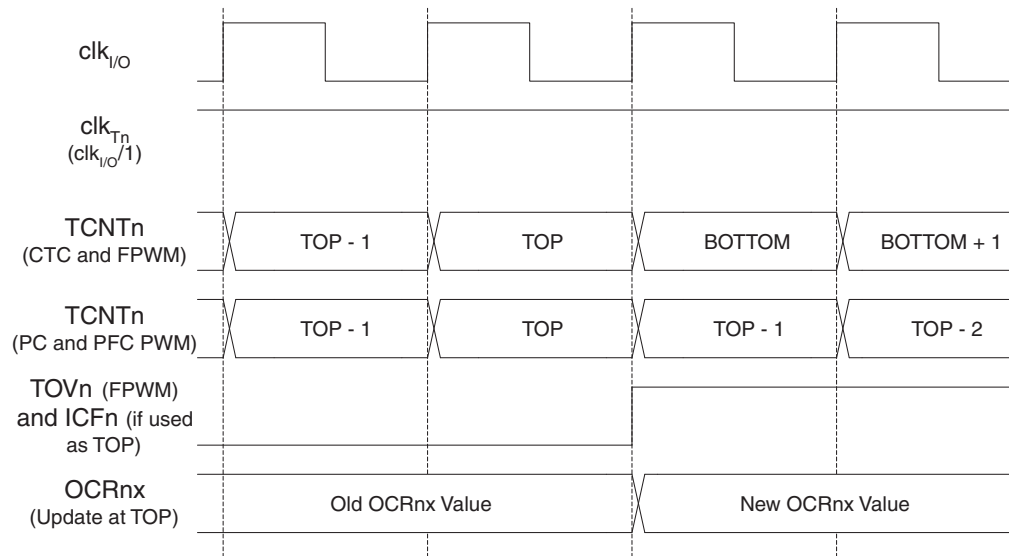 clkI/O
clkTn
(clkI/O/1)
TCNTn
(CTC and FPWM)
TOP - 1 TOP BOTTOM BOTTOM + 1
TCNTn
(PC and PFC PWM)
TOP - 1 TOP TOP - 1 TOP - 2
TOVn (FPWM)
and ICFn (if used
as TOP)
OCRnx
(Update at TOP)
Old OCRnx Value New OCRnx Value